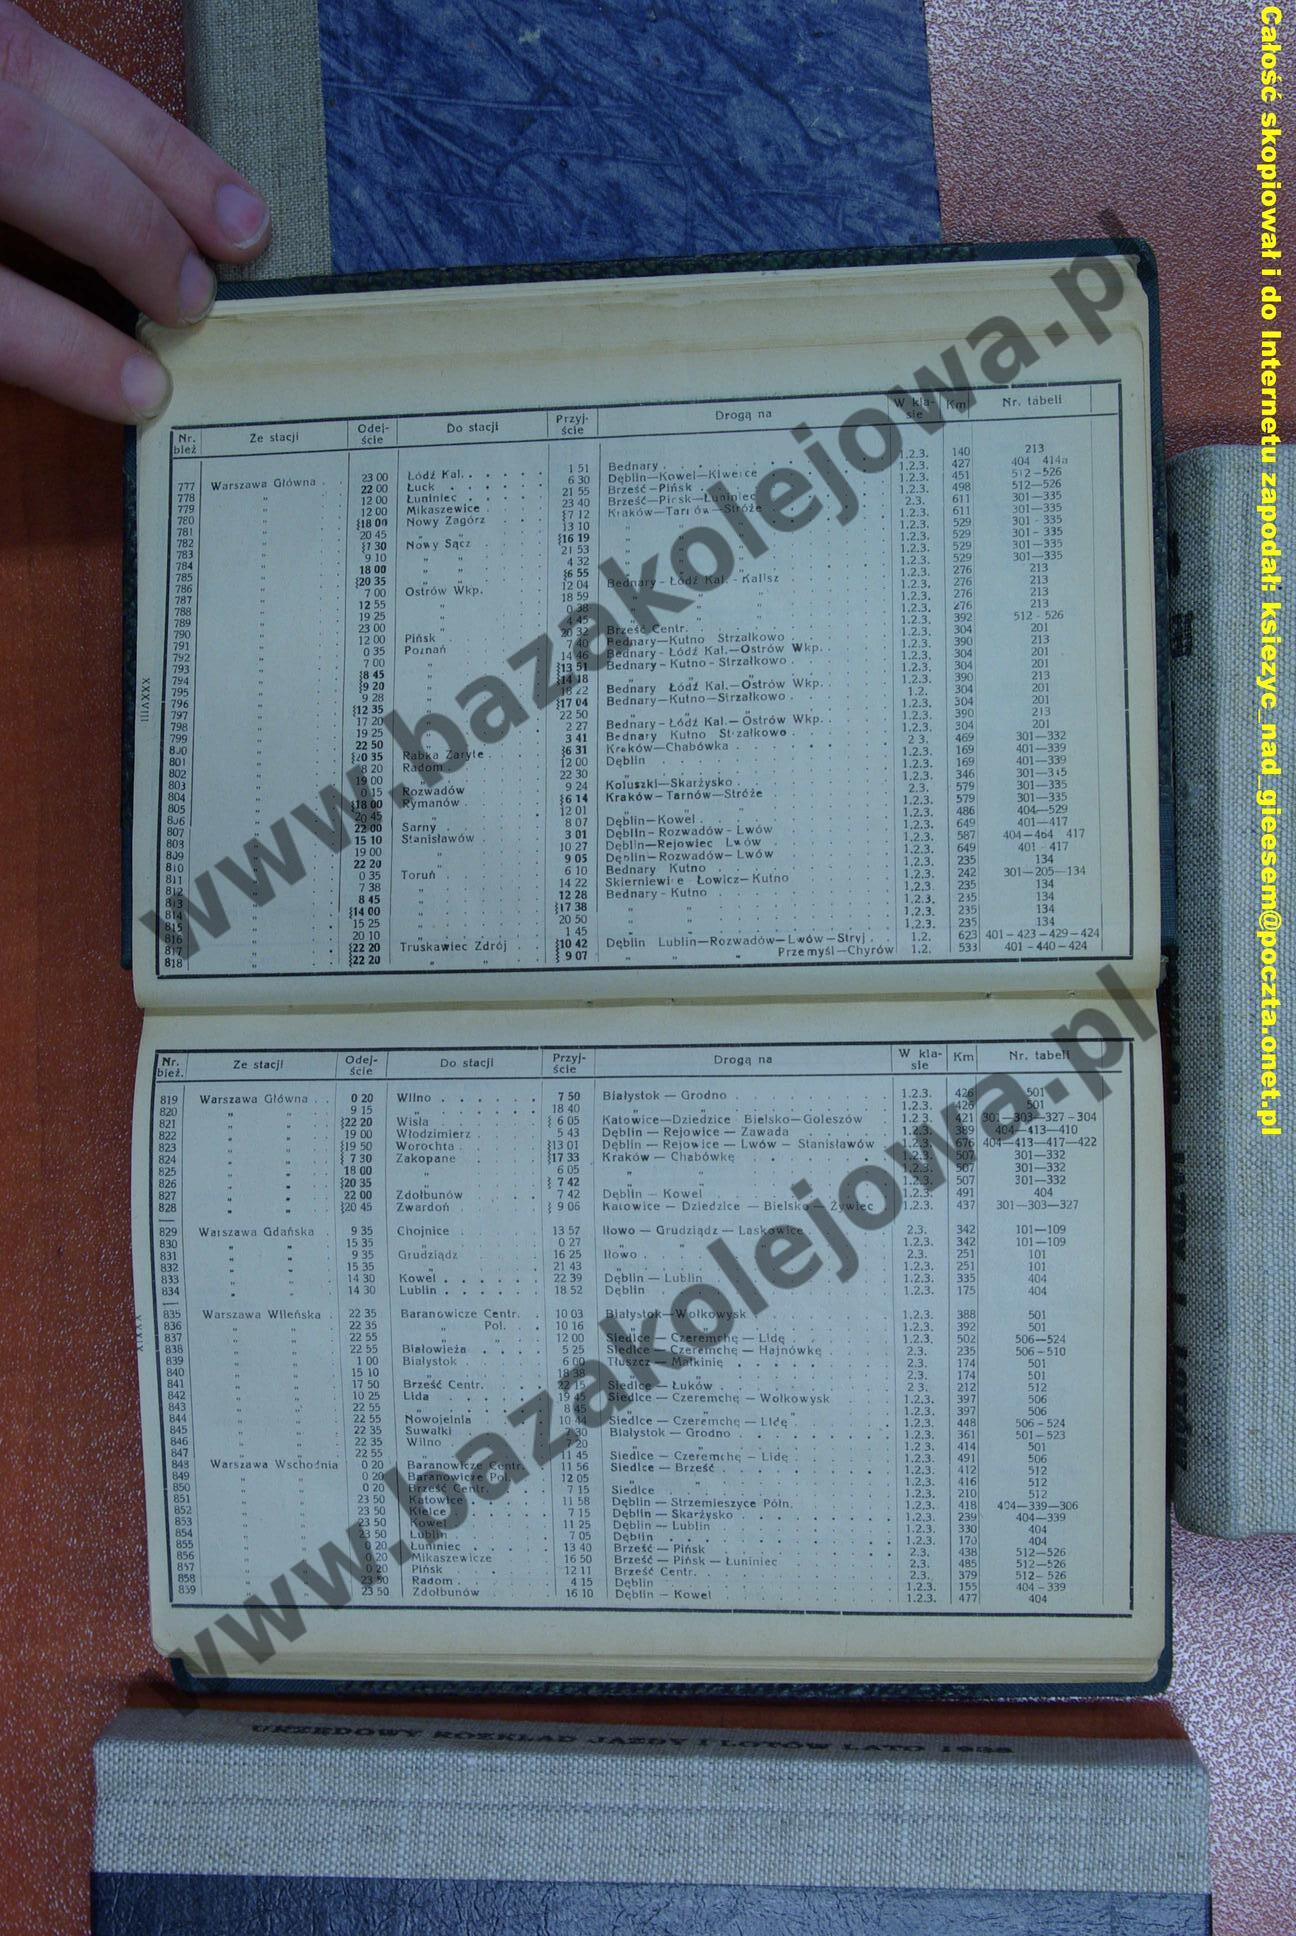 Całość skopiował i do Internetu zapodał: ksiezyc_nad_gieesem@poczta.onet.pl
www.bazakolejowa.pl
Nr. bież Ze stacji Odejście Do stacji Przyjście Drogą na W klasie Km Nr. tabeli
777 Warszawa Główna 23 00 Łódź Kal. 1 51 Bednary 1.2.3. 140 213
778 " 22 00 Łuck 6 30 Dęblin—Kowel—Kiwerce 1.2.3. 427 404 414a
779 " 12 00 Łuniniec 21 55 Brześć—Pińsk 1.2.3. 451 512—526
780 " 12 00 Mikaszewice 23 40 Brześć—Pińsk—Łuniniec 1.2.3. 498 512—526
781 " 18 00 Nowy Zagórz 7 12 Kraków—Tarnów—Stróże 2.3. 611 301—335
782 " 20 45 " " 13 10 " " 1.2.3. 611 301—335
783 " 7 30 Nowy Sącz 16 19 " " 1.2.3. 529 301-335
784 " 9 10 " " 21 53 " " 1.2.3. 529 301-335
785 " 18 00 " " 4 32 " " 1.2.3. 529 301—335
786 " 20 35 " " 6 55 " " 1.2.3. 529 301—335
787 " 7 00 Ostrów Wkp. 12 04 Bednary-Łódź Kal.-Kalisz 1.2.3. 276 213
788 " 12 55 " 18 59 " " 1.2.3. 276 213
789 " 19 25 " 0 38 " " 1.2.3. 276 213
790 " 23 00 " 4 45 " " 1.2.3. 276 213
791 " 12 00 Pińsk 20 32 Brześć Centr. 1.2.3. 392 512-526
792 " 0 35 Poznań 7 40 Bednary—Kutno Strzałkowo 1.2.3. 304 201
793 " 7 00 " 14 46 Bednary-Łódź Kal.—Ostrów Wkp. 1.2.3. 390 213
794 " 8 45 " 13 51 Bednary-Kutno-Strzałkowo 1.2.3. 304 201
795 " 9 20 " 14 18 " " 1.2.3. 304 201
796 " 9 28 " 18 22 Bednary Łódź Kal.—Ostrów Wkp. 1.2.3. 390 213
797 " 12 35 " 17 04 Bednary—Kutno-Strzałkowo 1.2. 304 201
798 " 17 20 " 22 50 " " 1.2.3. 304 201
799 " 19 25 " 2 27 Bednary-Łódź Kal.—Ostrów Wkp. 1.2.3. 390 213
800 " 22 50 " 3 41 Bednary Kutno Strzałkowo 1.2.3. 304 201
801 " 20 35 Rabka Zaryte 6 31 Kraków—Chabówka 2 3. 469 301—332
802 " 8 20 Radom 12 00 Dęblin 1.2.3. 169 401—339
803 " 19 00 " 22 30 " 1.2.3. 169 401—339
804 " 0 15 Rozwadów 9 24 Koluszki—Skarżysko 1.2.3. 346
805 " 18 00 Rymanów 6 14 Kraków—Tarnów—Stróże 2.3. 579 301—335
806 " 20 45 " 12 01 " 1.2.3. 579 301—335
807 " 22 00 Sarny 8 07 Dęblin—Kowel 1.2.3. 486 404—529
808 " 15 10 Stanisławów 3 01 Dęblin-Rozwadów-Lwów 1.2.3. 649 401—417
809 " 19 00 " 10 27 Dęblin—Rejowiec Lwów 1.2.3. 587 404-464 417
810 " 22 20 " 9 05 Dęblin—Rozwadów—Lwów 1.2.3. 649 401-417
811 " 0 35 Toruń 6 10 Bednary Kutno 1.2.3. 235 134
812 " 7 38 " 14 22 Skierniewice Łowicz—Kutno 1.2.3. 242 301—205—134
813 " 8 45 " 12 28 Bednary-Kutno 1.2.3. 235 134
814 " 14 00 " 17 38 " " 1.2.3. 235 134
815 " 15 25 " 20 50 " " 1.2.3. 235 134
816 " 20 10 " 1 45 " " 1.2.3. 235 134
817 " 22 20 Truskawiec Zdrój 10 42 Dęblin Lublin—Rozwadów—Lwów—Stryj 1.2. 623 401-423-429-424
818 " 22 20 " " 9 07 " " " Przemyśl—Chyrów 1.2. 533 401-440-424
XXXVIII
Nr. bież. Ze stacji Odejście Do stacji Przyjście Drogą na W klasie Km Nr. tabeli
819 Warszawa Główna 0 20 Wilno 7 50 Białystok — Grodno 1.2.3. 426 501
820 " " 9 15 " 18 40 " " 1.2.3. 426 501
821 " " 22 20 Wisła 6 05 Katowice—Dziedzice Bielsko—Goleszów 1.2.3. 421 301—303—327-304
822 " " 19 00 Włodzimierz 5 43 Dęblin — Rejowiec — Zawada 1.2.3. 389 404—413—410
823 " " 19 50 Worochta 13 01 Dęblin — Rejowice — Lwów — Stanisławów 1.2.3. 676 404—413—417—422
824 " " 7 30 Zakopane 17 33 Kraków — Chabówkę 1.2.3. 507 301—332
825 " " 18 00 " 6 05 " " 1.2.3. 507 301—332
826 " " 20 35 " 7 42 " " 1.2.3. 507 301—332
827 " " 22 00 Zdołbunów 7 42 Dęblin — Kowel 1.2.3. 491 404
828 " " 20 45 Zwardoń 9 06 Katowice — Dziedzice — Bielsko — Żywiec 1.2.3. 437 301—303—327
829 Warszawa Gdańska 9 35 Chojnice 13 57 Iłowo — Grudziądz — Laskowice 2.3. 342 101—109
830 " " 15 35 " 0 27 " " " 1.2.3. 342 101—109
831 " " 9 35 Grudziądz 16 25 Iłowo 2.3. 251 101
832 " " 15 35 " 21 43 " 1.2.3. 251 101
833 " " 14 30 Kowel 22 39 Dęblin — Lublin 1.2.3. 335 404
834 " " 14 30 Lublin 18 52 Dęblin 1.2.3. 175 404
835 Warszawa Wileńska 22 35 Baranowicze Centr. 10 03 Białystok—Wołkowysk 1.2.3. 388 501
836 " " 22 35 " Pol. 10 16 " " 1.2.3. 392 501
837 " " 22 55 " " 12 00 Siedlce — Czeremchę — Lidę 1.2.3. 502 506—524
838 " " 22 55 Białowieża 5 25 Siedlce — Czeremchę — Hajnówkę 2.3. 235 506—510
839 " " 1 00 Białystok 6 00 Tłuszcz — Małkinię 2.3. 174 501
840 " " 15 10 " 18 38 " " 2.3. 174 501
841 " " 17 50 Brześć Centr. 22 15 Siedlce — Łuków 2 3. 212 512
842 " " 10 25 Lida 19 45 Siedlce — Czeremchę — Wołkowysk 1.2.3. 397 506
843 " " 22 55 " 8 45 " " " 1.2.3. 397 506
844 " " 22 55 Nowojelnia 10 44 Siedlce — Czeremchę — Lidę 1.2.3. 448 506-524
845 " " 22 35 Suwałki 7 30 Białystok — Grodno 1.2.3. 361 501—523
846 " " 22 35 Wilno 7 20 " " 1.2.3. 414 501
847 " " 22 55 " 11 45 Siedlce — Czeremchę — Lidę 1.2.3. 491 506
848 Warszawa Wschodnia 0 20 Baranowicze Centr. 11 56 Siedlce — Brześć 1.2.3. 412 512
849 " " 0 20 Baranowicze Pol. 12 05 " " 1.2.3. 416 512
850 " " 0 20 Brześć Centr. 7 15 Siedlce 1.2.3. 210 512
851 " " 23 50 Katowice 11 58 Dęblin — Strzemieszyce Półn. 1.2.3. 418 404—339—306
852 " " 23 50 Kielce 7 15 Dęblin — Skarżysko 1.2.3. 239 404—339
853 " " 23 50 Kowel 11 25 Dęblin — Lublin 1.2.3. 330 404
854 " " 23 50 Lublin 7 05 Dęblin 1.2.3. 170 404
855 " " 0 20 Łuniniec 13 40 Brześć — Pińsk 2.3. 438 512—526
856 " " 0 20 Mikaszewicze 16 50 Brześć — Pińsk — Łuniniec 2.3. 485 512—526
857 " " 0 20 Pińsk 12 11 Brześć Centr. 2.3. 379 512-526
858 " " 23 50 Radom 4 15 Dęblin 1.2.3. 155 404-339
859 " " 23 50 Zdołbunów 16 10 Dęblin — Kowel 1.2.3. 477 404
www.bazakolejowa.pl
URZĘDOWY ROZKŁAD JAZDY I LOTÓW LATO 1938